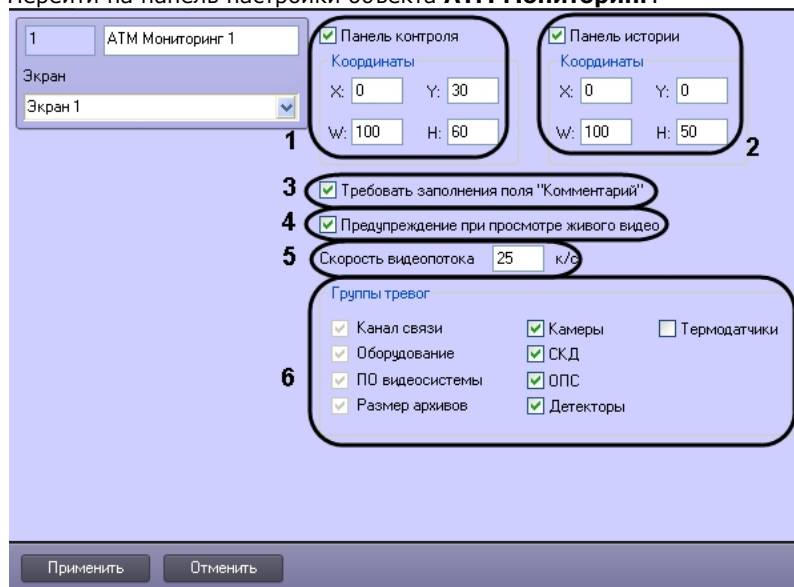 Перейти на панель настройки объекта АТМ Мониторинг.
1 АТМ Мониторинг 1
Экран
Экран 1
Панель контроля
Координаты
X: 0 Y: 30
W: 100 H: 60
1
Панель истории
Координаты
X: 0 Y: 0
W: 100 H: 50
2
3 Требовать заполнения поля "Комментарий"
4 Предупреждение при просмотре живого видео
5 Скорость видеопотока 25 к/с
Группы тревог
Канал связи Камеры Термодатчики
Оборудование СКД
6 ПО видеосистемы ОПС
Размер архивов Детекторы
Применить Отменить